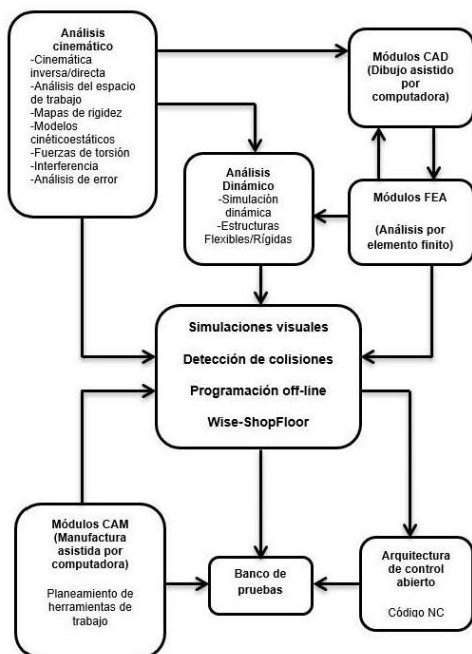 Análisis
cinemático
-Cinemática
inversa/directa
-Análisis del espacio
de trabajo
-Mapas de rigidez
-Modelos
cinéticoestáticos
-Fuerzas de torsión
-Interferencia
-Análisis de error
Módulos CAD
(Dibujo asistido
por
computadora)
Análisis
Dinámico
-Simulación
dinámica
-Estructuras
Flexibles/Rígidas
Módulos FEA
(Análisis por
elemento finito)
Simulaciones visuales
Detección de colisiones
Programación off-line
Wise-ShopFloor
Módulos CAM
(Manufactura
asistida por
computadora)
Planeamiento de
herramientas de
trabajo
Banco de
pruebas
Arquitectura
de control
abierto
Código NC